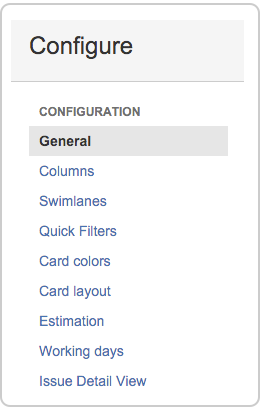 Configure
CONFIGURATION
General
Columns
Swimlanes
Quick Filters
Card colors
Card layout
Estimation
Working days
Issue Detail View